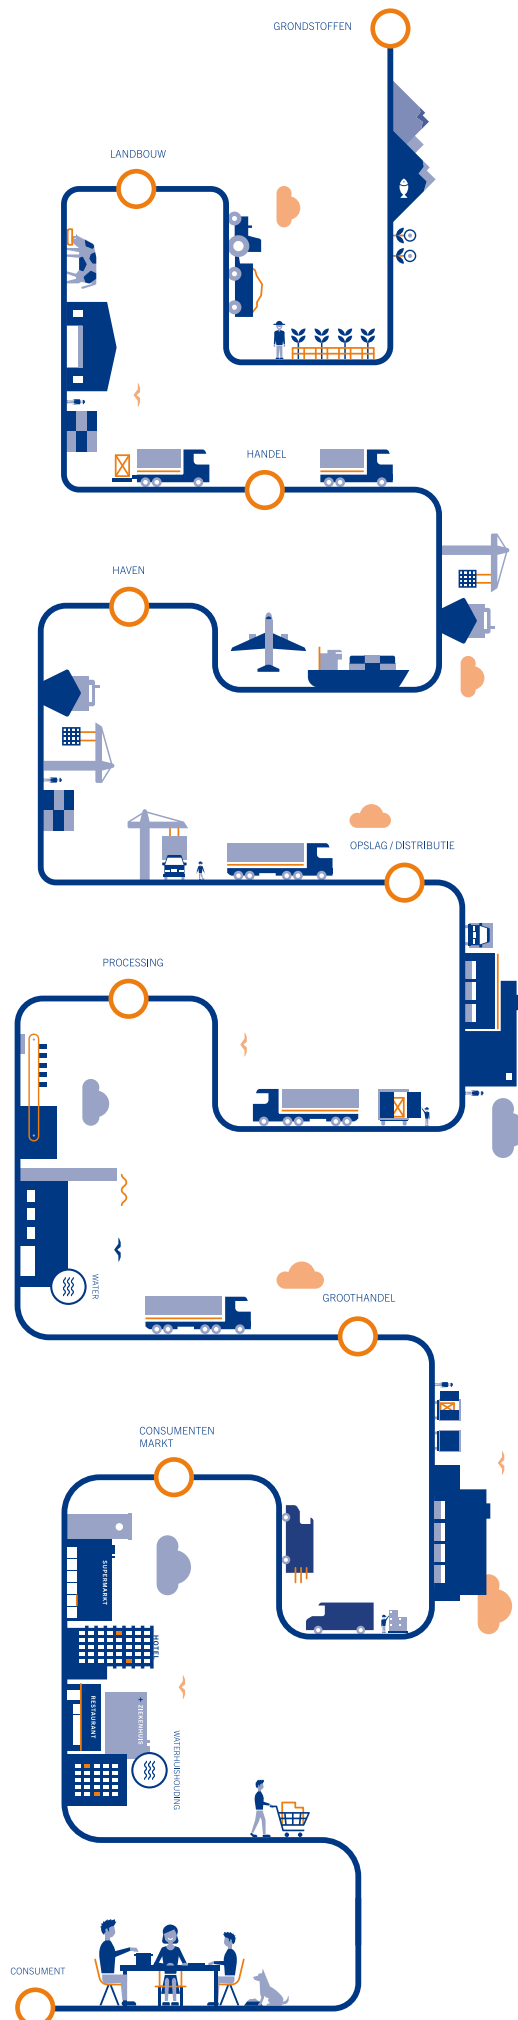 GRONDSTOFFEN
LANDBOUW
HANDEL
HAVEN
OPSLAG / DISTRIBUTIE
PROCESSING
WATER
GROOTHANDEL
CONSUMENTEN
MARKT
SUPERMARKT
HOTEL
RESTAURANT
+ ZIEKENHUIS
WATERHUISHOUDING
CONSUMENT